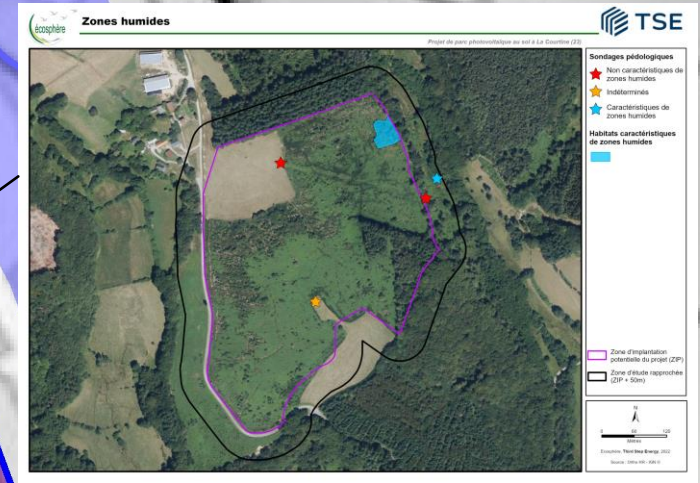 écosphère
Zones humides
TSE
Projet de parc photovoltaïque au sol à La Courtine (23)
Sondages pédologiques
Non caractéristiques de
zones humides
Indéterminés
Caractéristiques de
zones humides
Habitats caractéristiques
de zones humides
Zone d'implantation
potentielle du projet (ZIP)
Zone d'étude rapprochée
(ZIP + 50m)
N
0 60 120
Mètres
Ecosphère, Third Step Energy, 2022